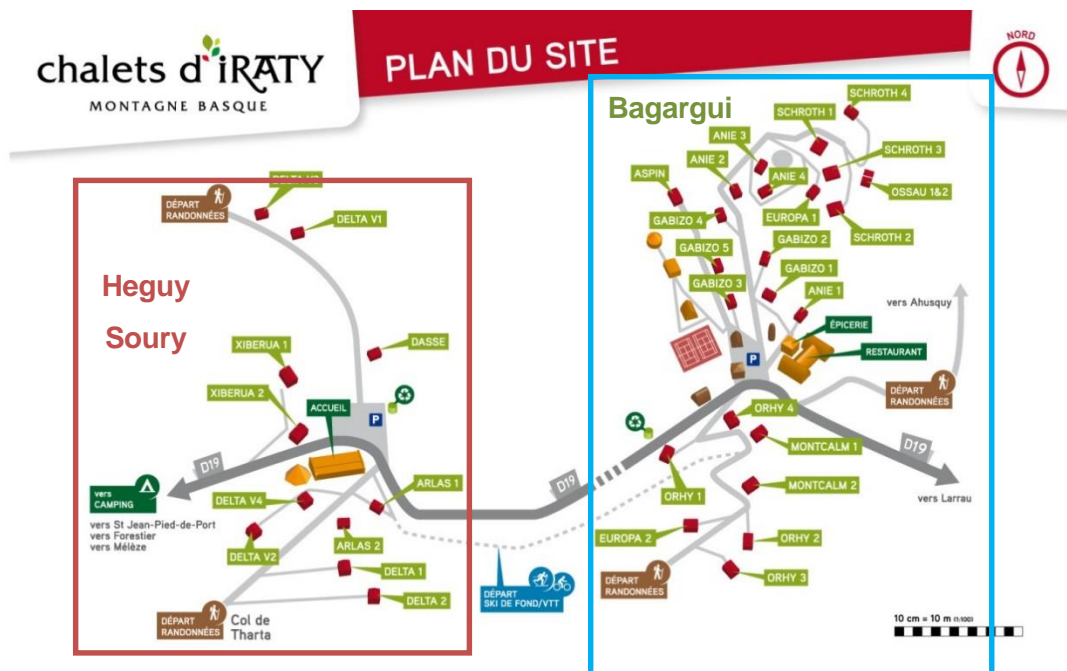 chalets d'iRATY
MONTAGNE BASQUE
PLAN DU SITE
NORD
Bagargui
SCHROTH 4
SCHROTH 1
ANIE 3
SCHROTH 3
ANIE 2
ASPIN
ANIE 4
OSSAU 1&2
EUROPA 1
GABIZO 4
SCHROTH 2
GABIZO 2
GABIZO 5
GABIZO 1
GABIZO 3
ANIE 1
vers Ahusquy
ÉPICERIE
RESTAURANT
P
DÉPART
RANDONNÉES
ORHY 4
MONTCALM 1
D19
vers Larrau
ORHY 1
MONTCALM 2
EUROPA 2
ORHY 2
ORHY 3
DÉPART
RANDONNÉES
10 cm = 10 m (1:100)
DÉPART
RANDONNÉES
DELTA V3
DELTA V1
Heguy
Soury
XIBERUA 1
DASSE
XIBERUA 2
ACCUEIL
P
D19
vers
CAMPING
vers St Jean-Pied-de-Port
vers Forestier
vers Mélèze
DELTA V4
ARLAS 1
D19
DELTA V2
ARLAS 2
DELTA 1
DELTA 2
DÉPART
SKI DE FOND/VTT
DÉPART
RANDONNÉES
Col de
Tharta